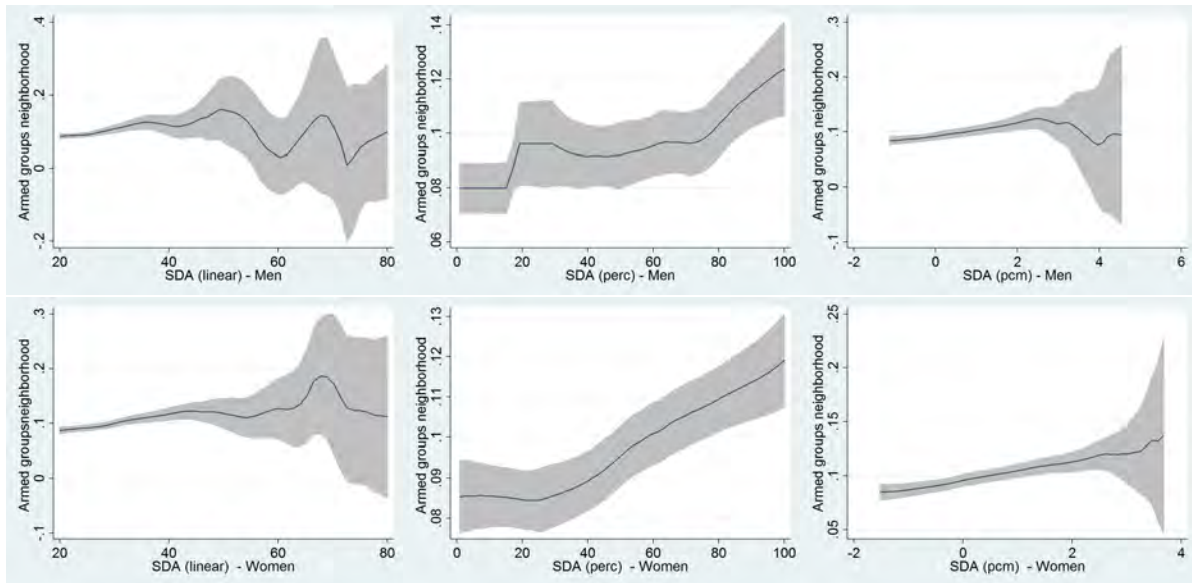 Armed groups neighborhood
-.2 0 .2 .4
20 40 60 80
SDA (linear) - Men
Armed groups neighborhood
.06 .08 .1 .12 .14
0 20 40 60 80 100
SDA (perc) - Men
Armed groups neighborhood
-.1 0 .1 .2 .3
-2 0 2 4 6
SDA (pcm) - Men
Armed groupsneighborhood
-.1 0 .1 .2 .3
20 40 60 80
SDA (linear) - Women
Armed groups neighborhood
.08 .09 .1 .11 .12 .13
0 20 40 60 80 100
SDA (perc) - Women
Armed groups neighborhood
.05 .1 .15 .2 .25
-2 0 2 4
SDA (pcm) - Women